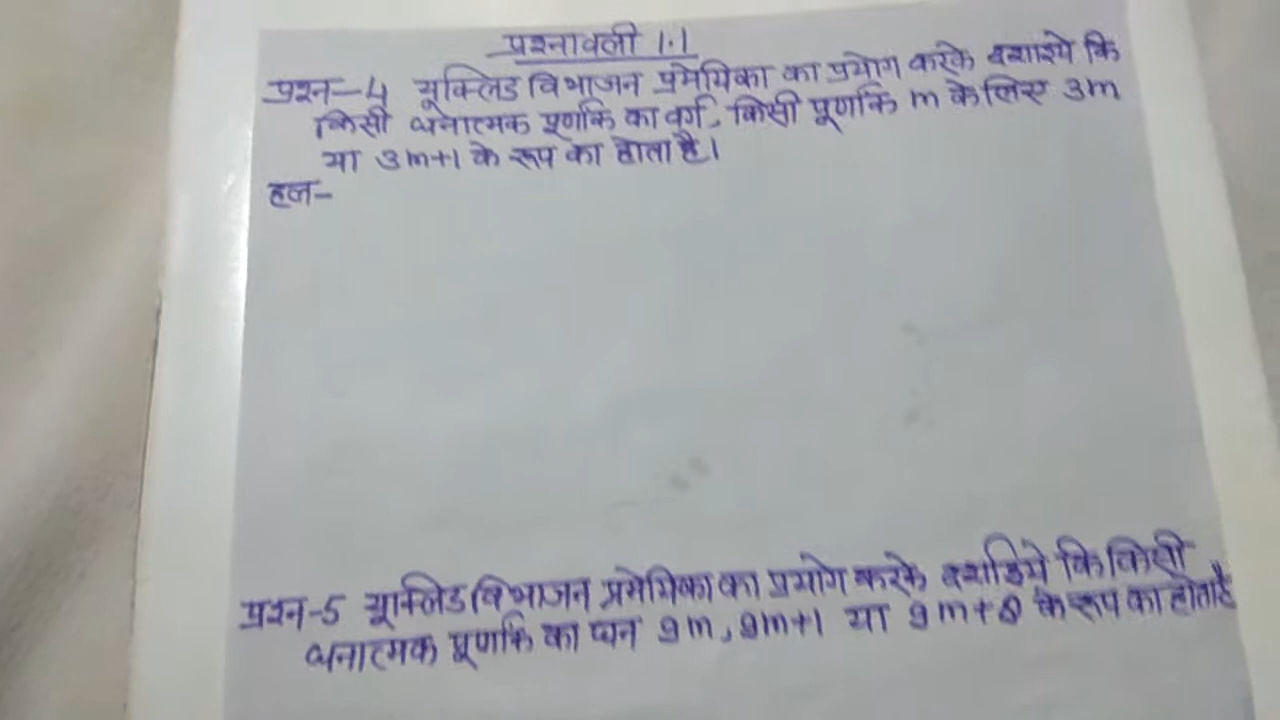 प्रश्नावली 1.1
प्रश्न-4 यूक्लिड विभाजन प्रमेयिका का प्रयोग करके दर्शाइये कि
किसी धनात्मक पूर्णांक का वर्ग, किसी पूर्णांक m के लिए 3m
या 3m+1 के रूप का होता है।
हल-
प्रश्न-5 यूक्लिड विभाजन प्रमेयिका का प्रयोग करके दर्शाइये कि किसी
धनात्मक पूर्णांक का घन 9m, 9m+1 या 9m+8 के रूप का होता है